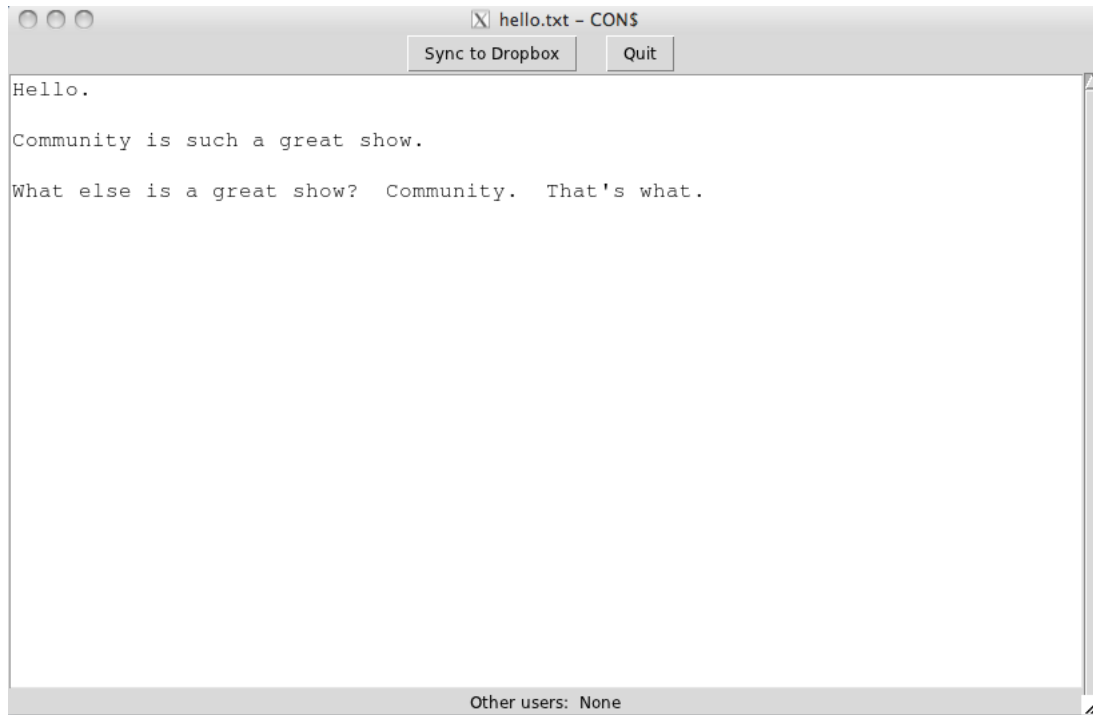 X hello.txt – CON$
Sync to Dropbox Quit
Hello.
Community is such a great show.
What else is a great show?  Community.  That's what.
Other users:  None